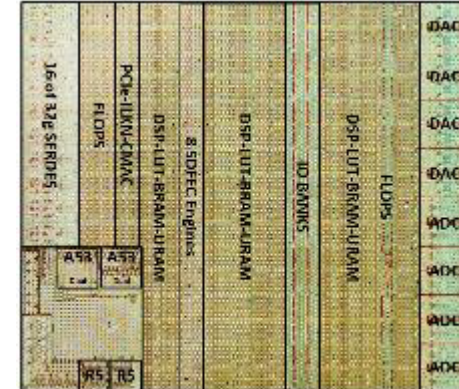 16 of 32g SERDES
FLOPS
PCIe-ILKN-CMAC
DSP-LUT-BRAM-URAM
8 SDFEC Engines
DSP-LUT-BRAM-URAM
IO BANKS
DSP-LUT-BRAM-URAM
FLOPS
DAC
DAC
DAC
DAC
ADC
ADC
ADC
ADC
A53 A53
R5 R5